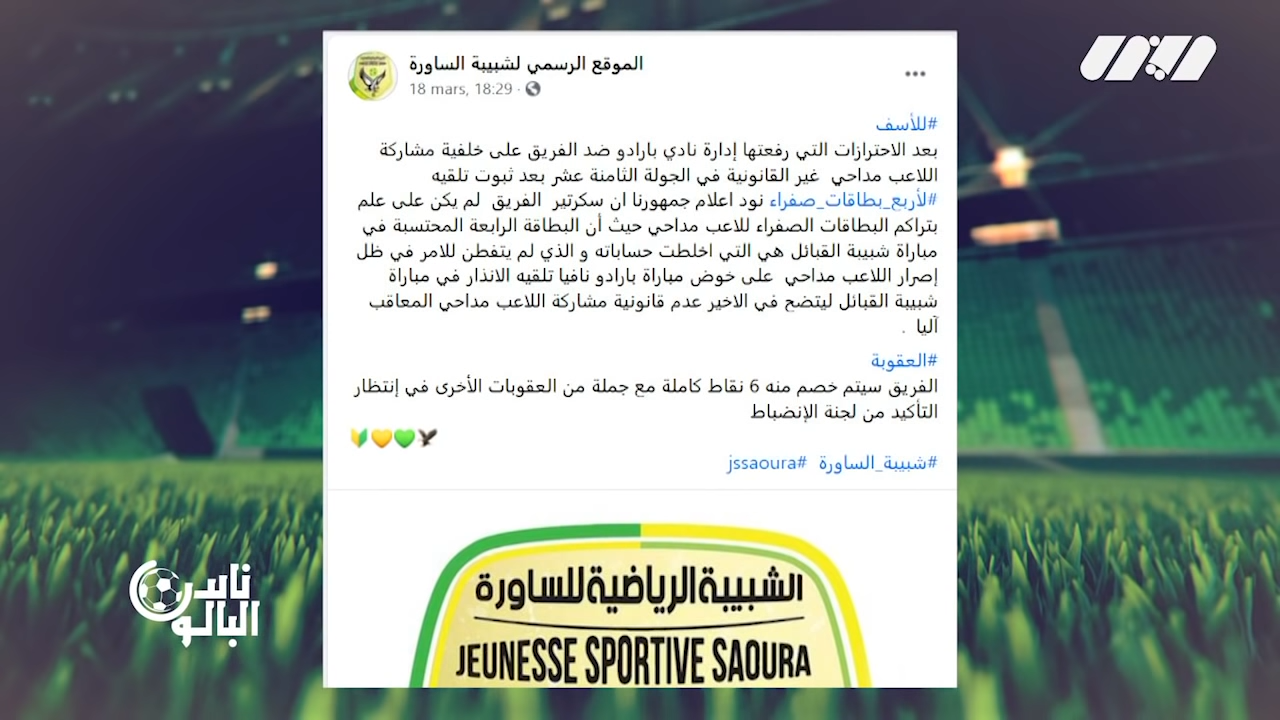 الموقع الرسمي لشبيبة الساورة
18 mars, 18:29
#للأسف
بعد الاحترازات التي رفعتها إدارة نادي بارادو ضد الفريق على خلفية مشاركة
اللاعب مداحي غير القانونية في الجولة الثامنة عشر بعد ثبوت تلقيه
#لأربع_بطاقات_صفراء نود اعلام جمهورنا ان سكرتير الفريق لم يكن على علم
بتراكم البطاقات الصفراء للاعب مداحي حيث أن البطاقة الرابعة المحتسبة في
مباراة شبيبة القبائل هي التي اخلطت حساباته و الذي لم يتفطن للامر في ظل
إصرار اللاعب مداحي على خوض مباراة بارادو نافيا تلقيه الانذار في مباراة
شبيبة القبائل ليتضح في الاخير عدم قانونية مشاركة اللاعب مداحي المعاقب
آليا .
#العقوبة
الفريق سيتم خصم منه 6 نقاط كاملة مع جملة من العقوبات الأخرى في إنتظار
التأكيد من لجنة الإنضباط
#شبيبة_الساورة #jssaoura
الشبيبة الرياضية للساورة
JEUNESSE SPORTIVE SAOURA
ناس
البالون